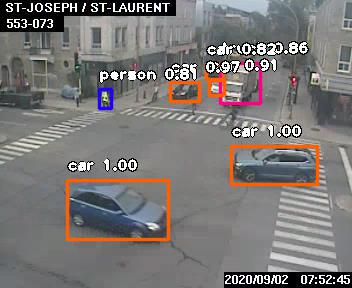 ST-JOSEPH / ST-LAURENT
553-073
car 0.82 0.86
person 0.81
car 0.97
0.91
car 1.00
car 1.00
2020/09/02 07:52:45